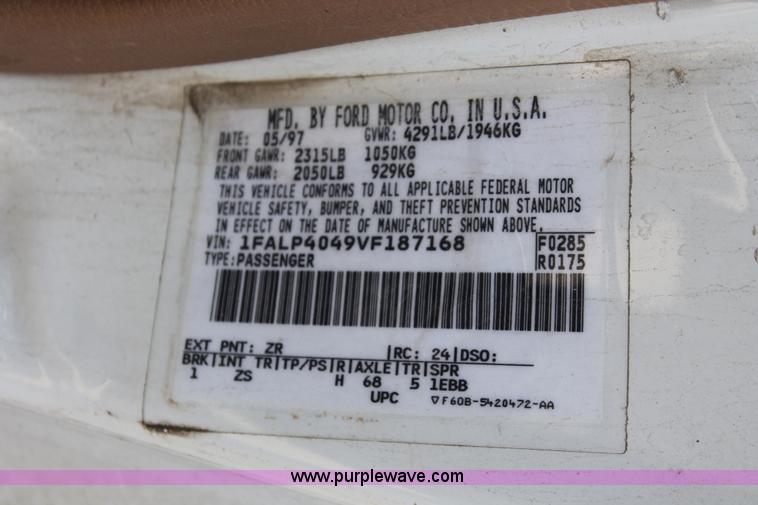 MFD. BY FORD MOTOR CO. IN U.S.A.
DATE: 05/97 GVWR: 4291LB/1946KG
FRONT GAWR: 2315LB 1050KG
REAR GAWR: 2050LB 929KG
THIS VEHICLE CONFORMS TO ALL APPLICABLE FEDERAL MOTOR
VEHICLE SAFETY, BUMPER, AND THEFT PREVENTION STANDARDS
IN EFFECT ON THE DATE OF MANUFACTURE SHOWN ABOVE.
VIN: 1FALP4049VF187168 F0285
TYPE: PASSENGER R0175
EXT PNT: ZR |RC: 24|DSO:
BRK|INT TR|TP/PS|R|AXLE|TR|SPR
1 ZS H 68 5 1EBB
UPC ▽F60B-5420472-AA
www.purplewave.com